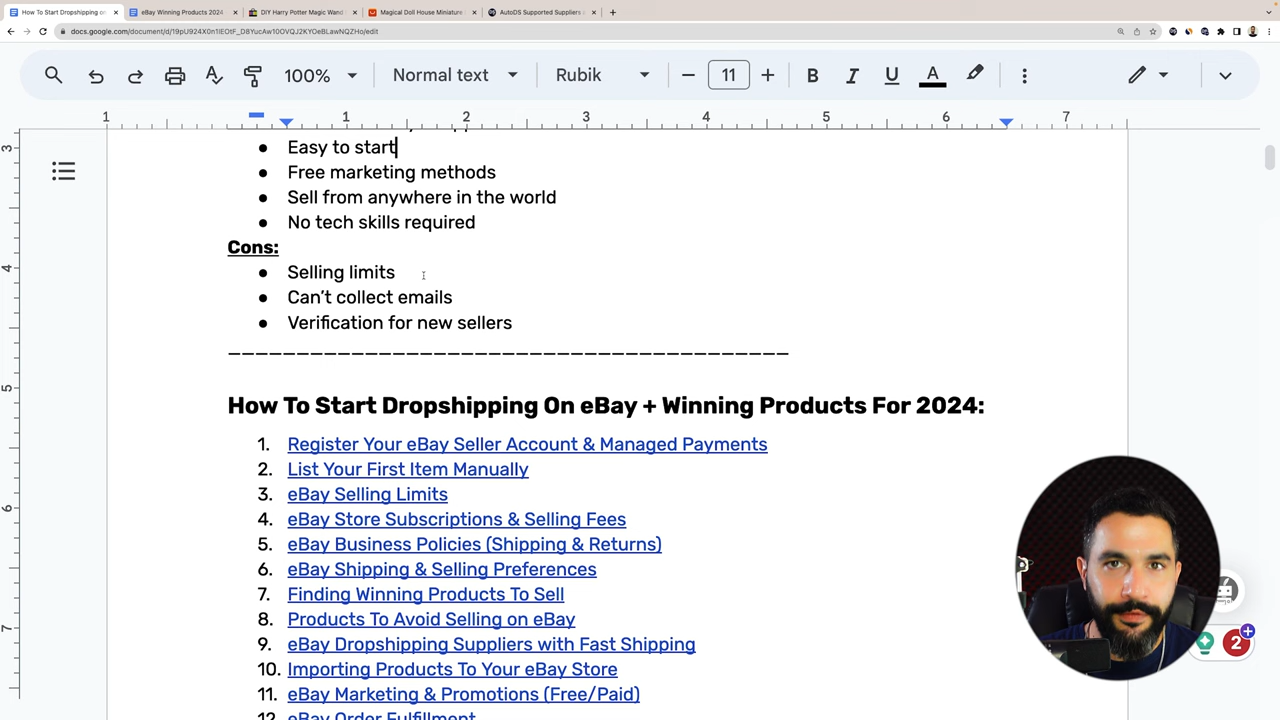 How To Start Dropshipping on
eBay Winning Products 2024
DIY Harry Potter Magic Wand
Magical Doll House Miniature
AutoDS Supported Suppliers
docs.google.com/document/d/19pU924X0n1IEOtF_D8YucAw10OVQJ2KYOeBLawNQZHo/edit
100%
Normal text
Rubik
11
1 1 2 3 4 5 6 7
3
Easy to start
Free marketing methods
Sell from anywhere in the world
No tech skills required
Cons:
4
Selling limits
Can't collect emails
Verification for new sellers
5
How To Start Dropshipping On eBay + Winning Products For 2024:
1. Register Your eBay Seller Account & Managed Payments
2. List Your First Item Manually
3. eBay Selling Limits
6
4. eBay Store Subscriptions & Selling Fees
5. eBay Business Policies (Shipping & Returns)
6. eBay Shipping & Selling Preferences
7. Finding Winning Products To Sell
8. Products To Avoid Selling on eBay
7
9. eBay Dropshipping Suppliers with Fast Shipping
2
10. Importing Products To Your eBay Store
11. eBay Marketing & Promotions (Free/Paid)
12. eBay Order Fulfillment